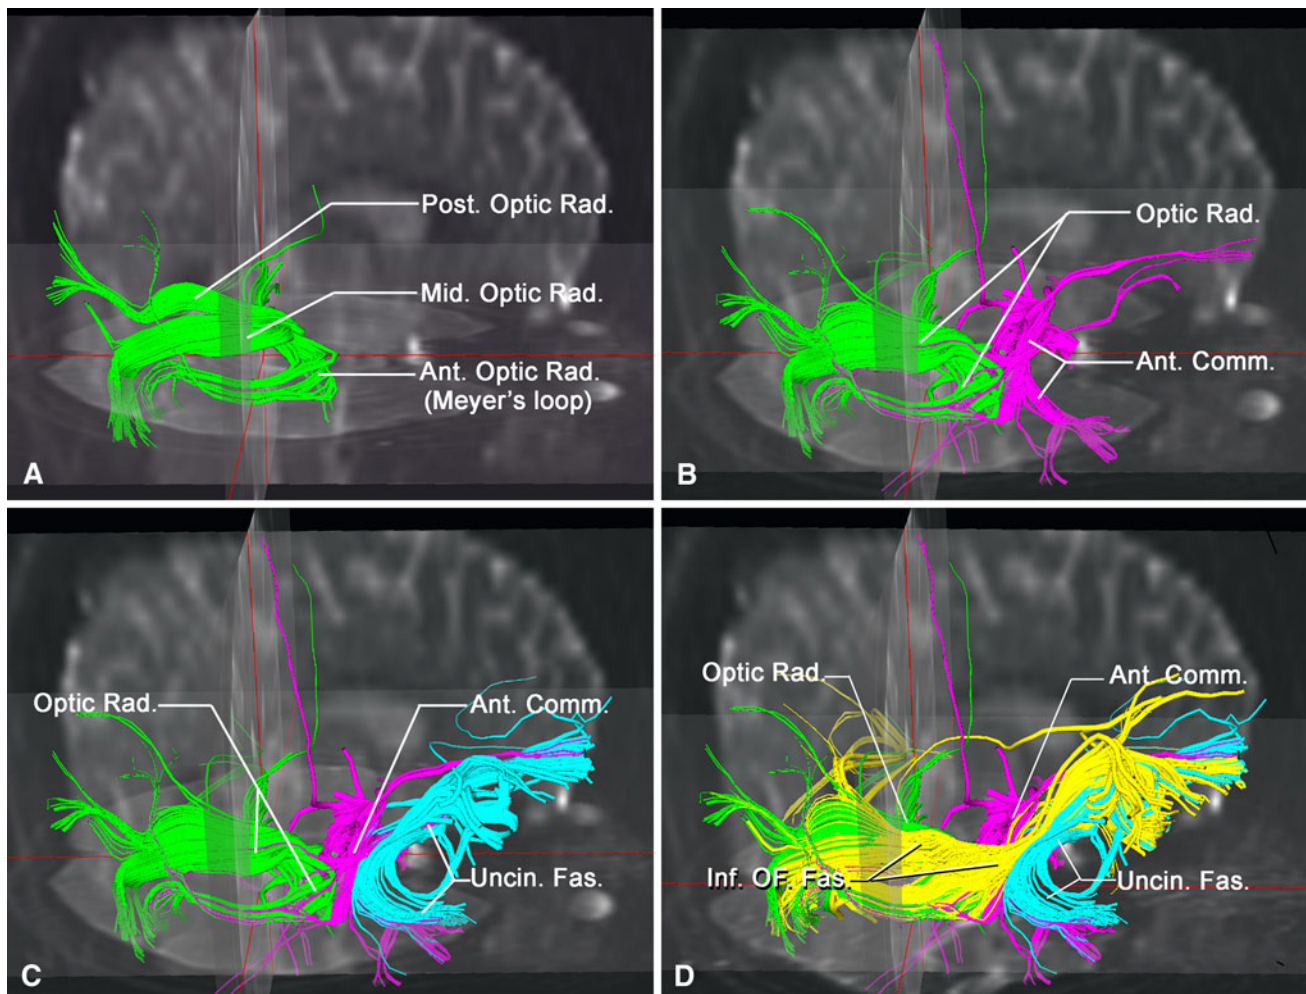 Post. Optic Rad.
Mid. Optic Rad.
Ant. Optic Rad.
(Meyer's loop)
A
Optic Rad.
Ant. Comm.
B
Optic Rad.
Ant. Comm.
Uncin. Fas.
C
Optic Rad.
Ant. Comm.
Inf. OF. Fas.
Uncin. Fas.
D